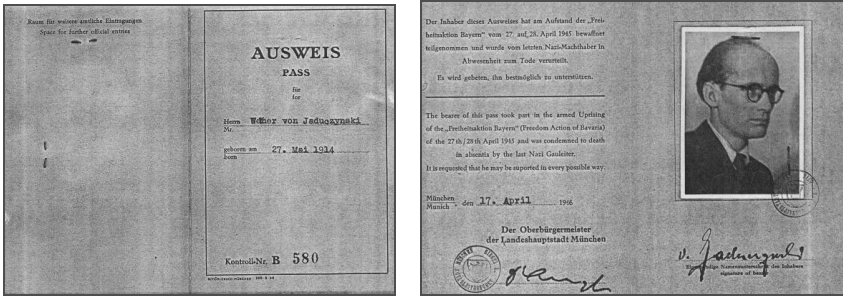 Raum für weitere amtliche Eintragungen
Space for further official entries
AUSWEIS
PASS
für
for
Herrn
Mr.
von Jaduczynski
geboren am 27. Mai 1914
born
Kontroll-Nr. B 580
Der Inhaber dieses Ausweises hat am Aufstand der „Frei-
heitsaktion Bayern" vom 27. auf 28. April 1945 bewaffnet
teilgenommen und wurde vom letzten Nazi-Machthaber in
Abwesenheit zum Tode verurteilt.
Es wird gebeten, ihn bestmöglich zu unterstützen.
The bearer of this pass took part in the armed Uprising
of the „Freiheitsaktion Bayern" (Freedom Action of Bavaria)
of the 27th/28th April 1945 and was condemned to death
in absentia by the last Nazi Gauleiter.
It is requested that he may be suported in every possible way.
München
Munich, den 17. April 1946
Der Oberbürgermeister
der Landeshauptstadt München
Eigenhändige Namensunterschrift des Inhabers
signature of bearer